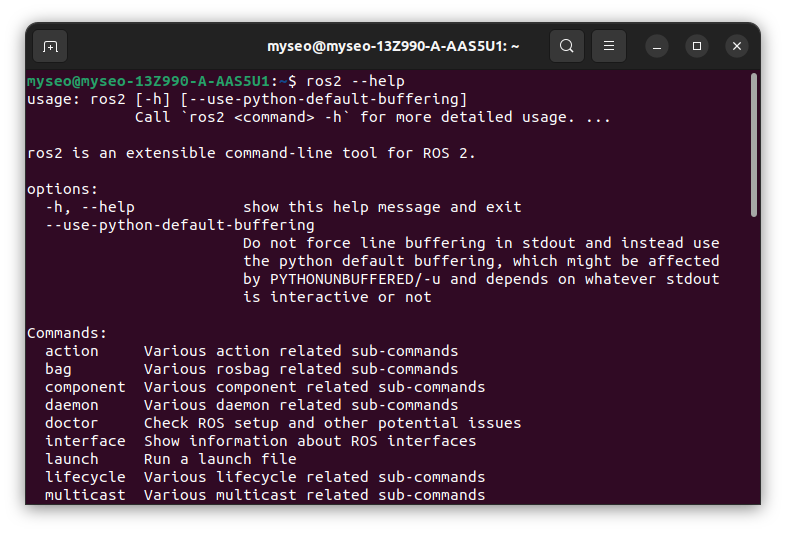 myseo@myseo-13Z990-A-AAS5U1: ~
myseo@myseo-13Z990-A-AAS5U1:~$ ros2 --help
usage: ros2 [-h] [--use-python-default-buffering]
            Call `ros2 <command> -h` for more detailed usage. ...

ros2 is an extensible command-line tool for ROS 2.

options:
  -h, --help            show this help message and exit
  --use-python-default-buffering
                        Do not force line buffering in stdout and instead use
                        the python default buffering, which might be affected
                        by PYTHONUNBUFFERED/-u and depends on whatever stdout
                        is interactive or not

Commands:
  action     Various action related sub-commands
  bag        Various rosbag related sub-commands
  component  Various component related sub-commands
  daemon     Various daemon related sub-commands
  doctor     Check ROS setup and other potential issues
  interface  Show information about ROS interfaces
  launch     Run a launch file
  lifecycle  Various lifecycle related sub-commands
  multicast  Various multicast related sub-commands